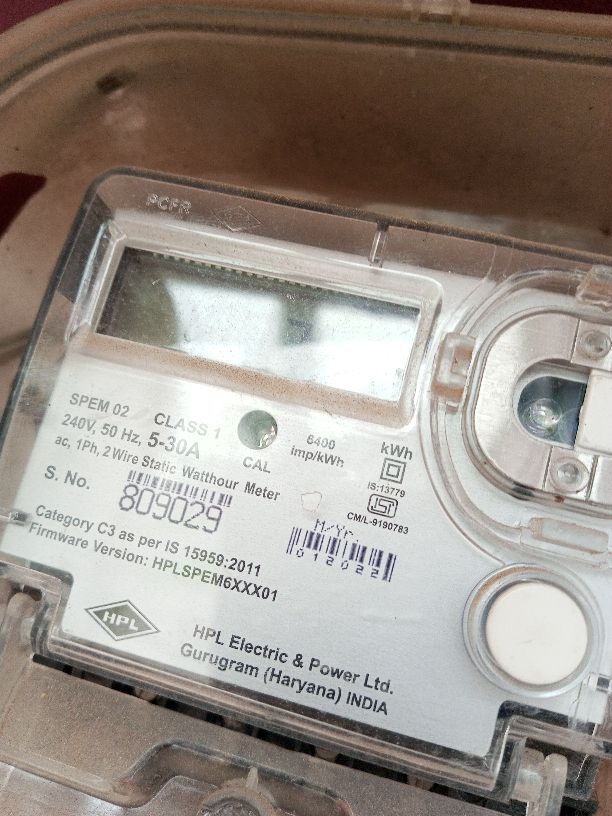 PCFR
SPEM 02 CLASS 1
240V, 50 Hz, 5-30A
ac, 1Ph, 2Wire Static Watthour Meter
CAL
6400
imp/kWh
kWh
IS:13779
ISI
CM/L-9190783
S. No.
809029
M/Yr.
012022
Category C3 as per IS 15959:2011
Firmware Version: HPLSPEM6XXX01
HPL
HPL Electric & Power Ltd.
Gurugram (Haryana) INDIA